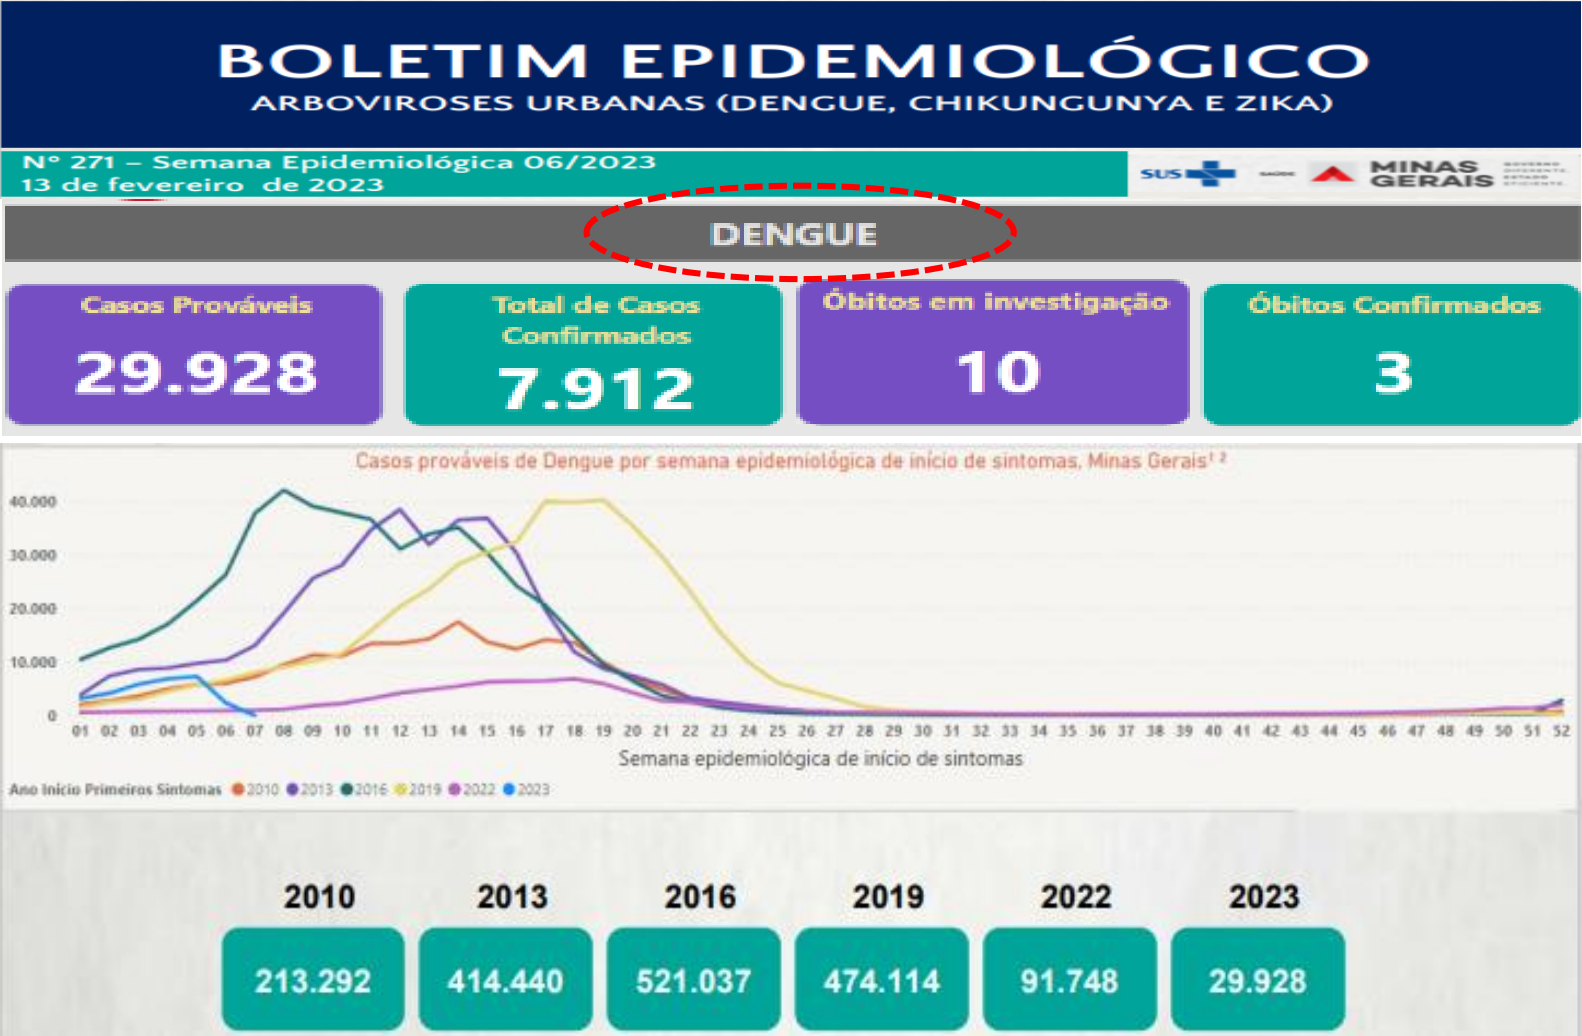 BOLETIM EPIDEMIOLÓGICO
ARBOVIROSES URBANAS (DENGUE, CHIKUNGUNYA E ZIKA)
N° 271 – Semana Epidemiológica 06/2023
13 de fevereiro de 2023
SUS
SAÚDE
MINAS
GERAIS
GOVERNO
DIFERENTE.
ESTADO
EFICIENTE.
DENGUE
Casos Prováveis
29.928
Total de Casos
Confirmados
7.912
Óbitos em investigação
10
Óbitos Confirmados
3
Casos prováveis de Dengue por semana epidemiológica de início de sintomas, Minas Gerais¹ ²
40.000
30.000
20.000
10.000
0
01 02 03 04 05 06 07 08 09 10 11 12 13 14 15 16 17 18 19 20 21 22 23 24 25 26 27 28 29 30 31 32 33 34 35 36 37 38 39 40 41 42 43 44 45 46 47 48 49 50 51 52
Semana epidemiológica de início de sintomas
Ano Início Primeiros Sintomas 2010 2013 2016 2019 2022 2023
2010 2013 2016 2019 2022 2023
213.292 414.440 521.037 474.114 91.748 29.928